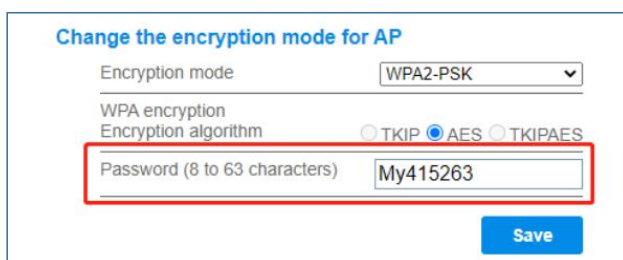 Change the encryption mode for AP
Encryption mode WPA2-PSK
WPA encryption
Encryption algorithm TKIP AES TKIPAES
Password (8 to 63 characters) My415263
Save